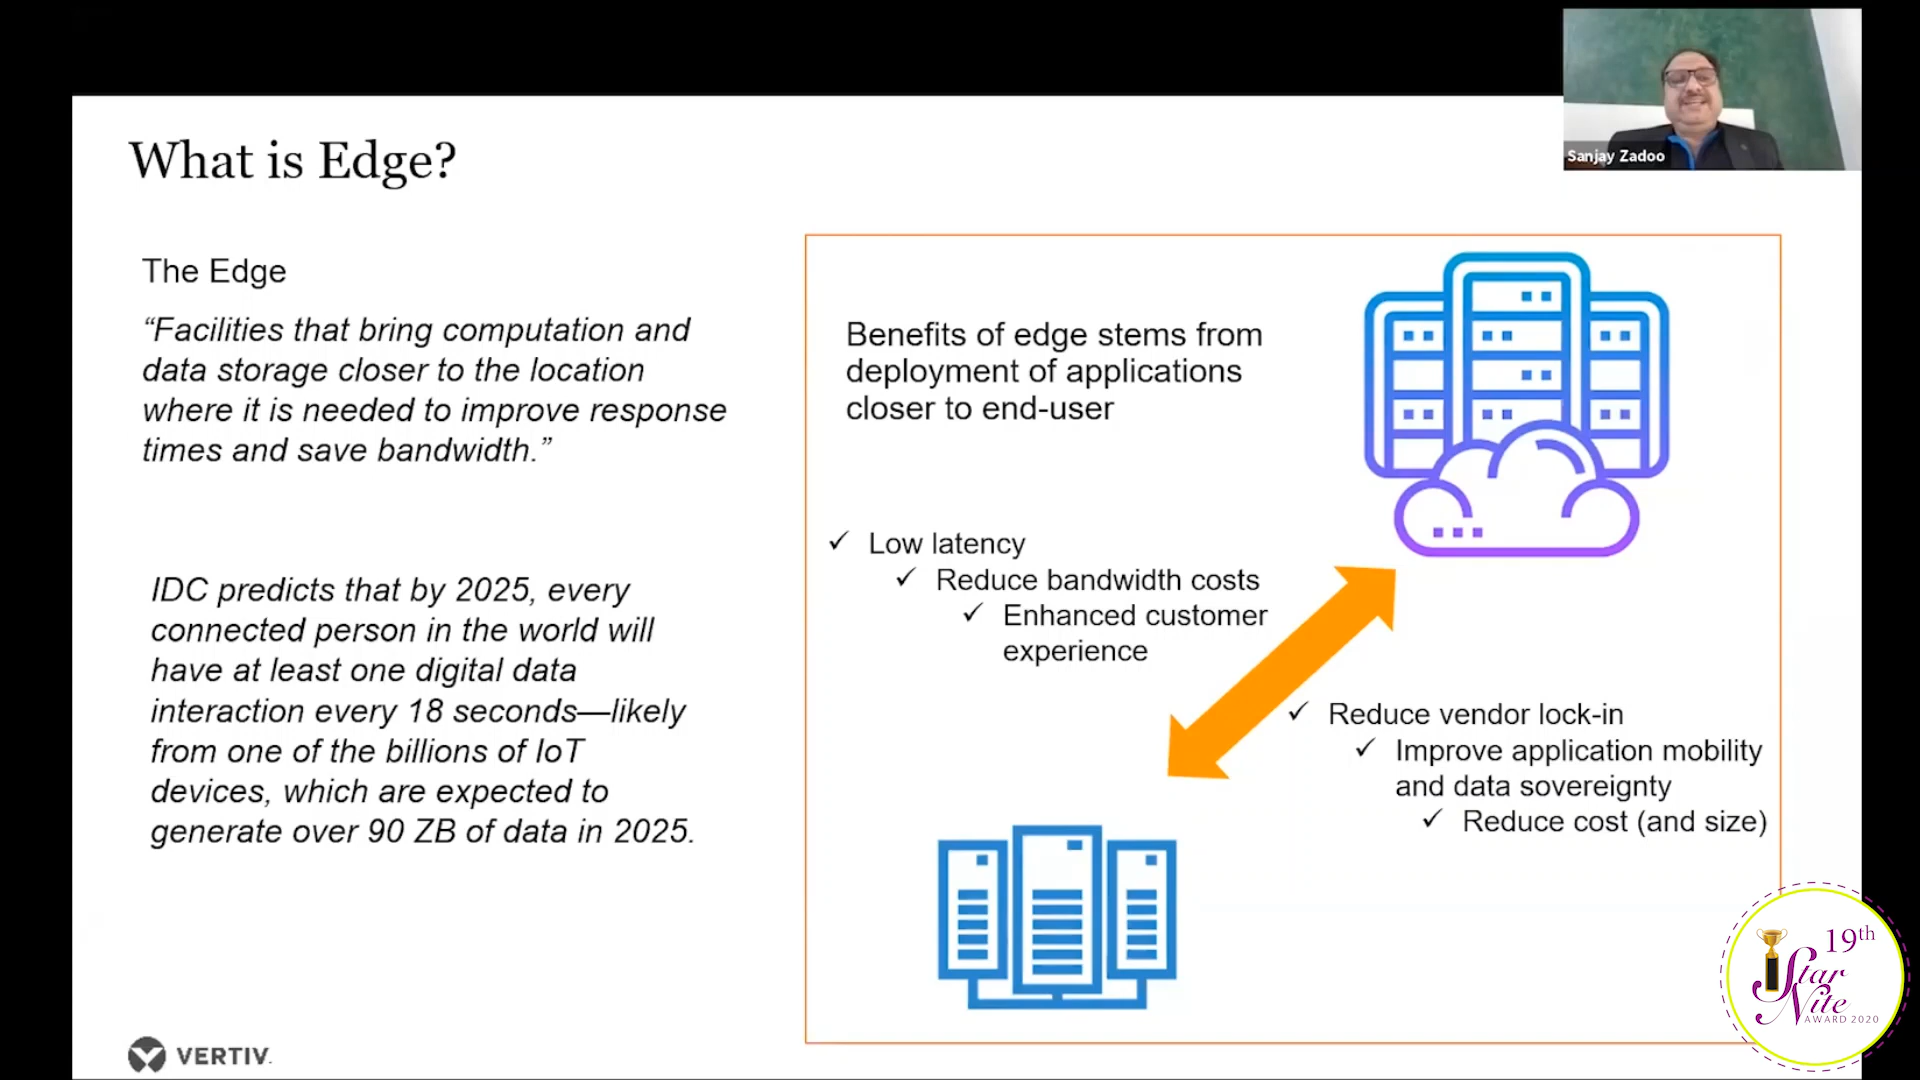 Sanjay Zadoo
What is Edge?
The Edge
“Facilities that bring computation and
data storage closer to the location
where it is needed to improve response
times and save bandwidth.”
IDC predicts that by 2025, every
connected person in the world will
have at least one digital data
interaction every 18 seconds—likely
from one of the billions of IoT
devices, which are expected to
generate over 90 ZB of data in 2025.
Benefits of edge stems from
deployment of applications
closer to end-user
✓ Low latency
✓ Reduce bandwidth costs
✓ Enhanced customer
experience
✓ Reduce vendor lock-in
✓ Improve application mobility
and data sovereignty
✓ Reduce cost (and size)
VERTIV.
19th
Star
Nite
AWARD 2020